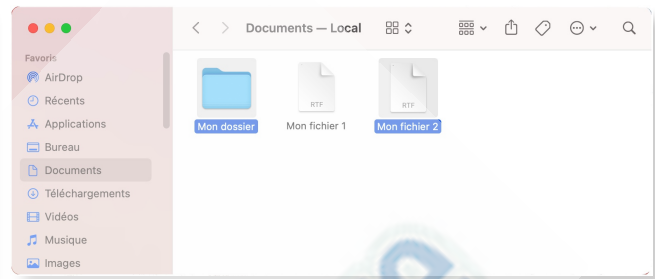 Documents — Local
Favoris
AirDrop
Récents
Applications
Bureau
Documents
Téléchargements
Vidéos
Musique
Images
RTF
RTF
Mon dossier
Mon fichier 1
Mon fichier 2